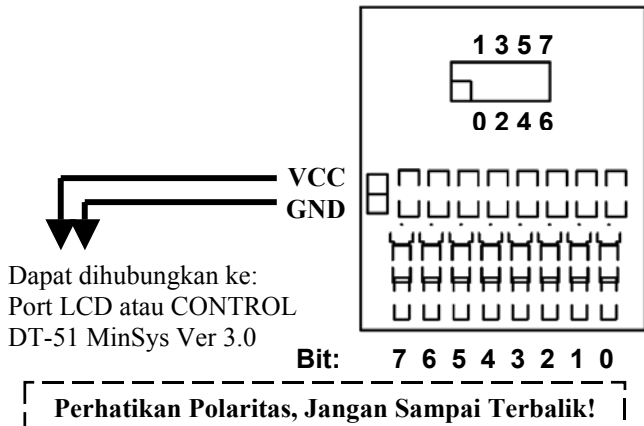 1 3 5 7
0 2 4 6
VCC
GND
Dapat dihubungkan ke:
Port LCD atau CONTROL
DT-51 MinSys Ver 3.0
Bit: 7 6 5 4 3 2 1 0
Perhatikan Polaritas, Jangan Sampai Terbalik!